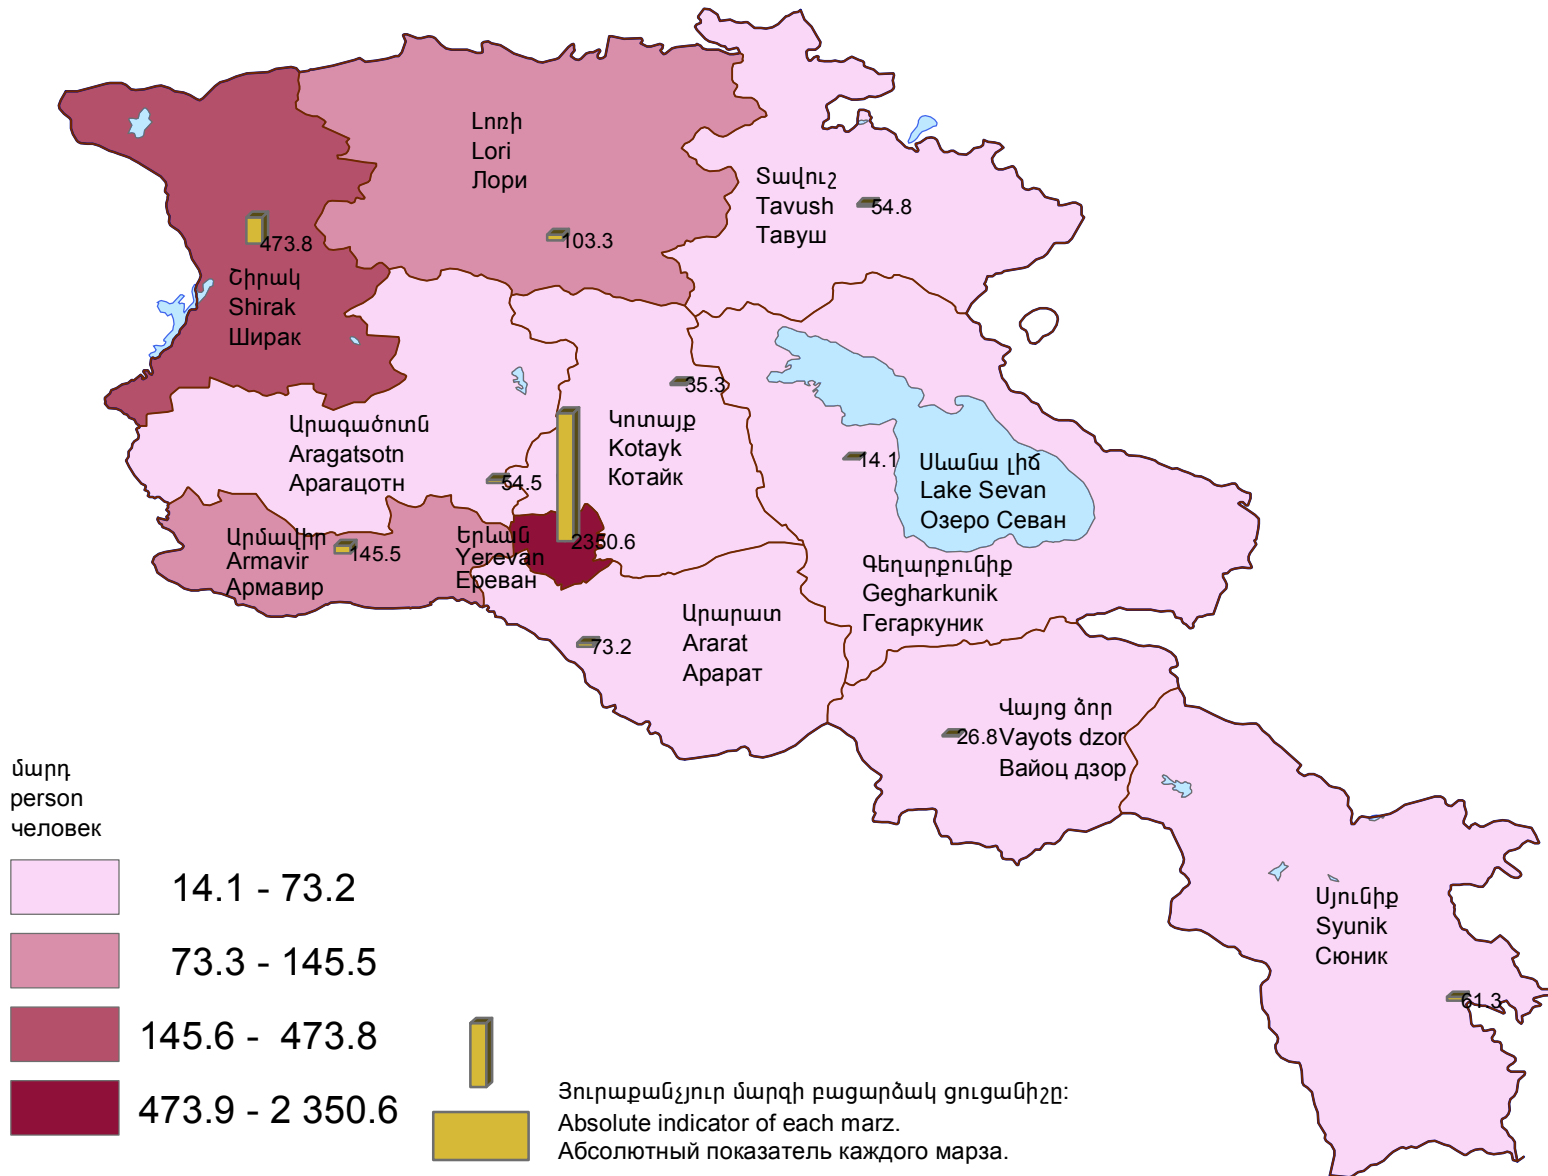 Լոռի
Lori
Лори
103.3
Տավուշ
Tavush
Тавуш
54.8
473.8
Շիրակ
Shirak
Ширак
35.3
Արագածոտն
Aragatsotn
Арагацотн
54.5
Կոտայք
Kotayk
Котайк
14.1
Սևանա լիճ
Lake Sevan
Озеро Севан
Արմավիր
Armavir
Армавир
145.5
Երևան
Yerevan
Ереван
2350.6
Գեղարքունիք
Gegharkunik
Гегаркуник
Արարատ
Ararat
Арарат
73.2
Վայոց ձոր
Vayots dzor
Вайоц дзор
26.8
Սյունիք
Syunik
Сюник
61.3
մարդ
person
человек
14.1 - 73.2
73.3 - 145.5
145.6 - 473.8
473.9 - 2 350.6
Յուրաքանչյուր մարզի բացարձակ ցուցանիշը:
Absolute indicator of each marz.
Абсолютный показатель каждого марза.